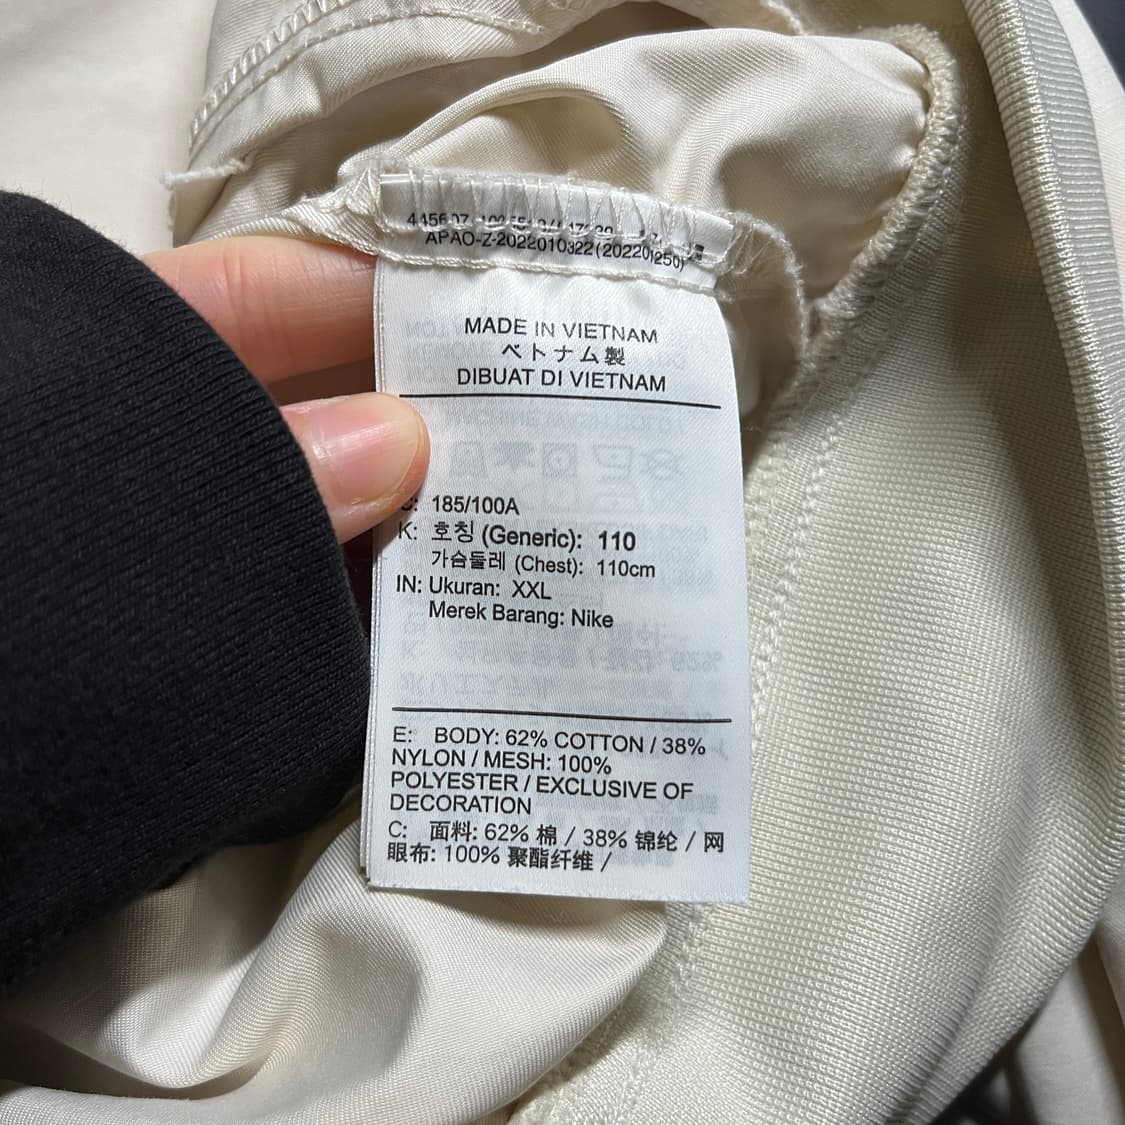 APAO-Z-2022010322(202201250)
MADE IN VIETNAM
ベトナム製
DIBUAT DI VIETNAM
185/100A
K: 호칭 (Generic): 110
가슴둘레 (Chest): 110cm
IN: Ukuran: XXL
Merek Barang: Nike
E: BODY: 62% COTTON / 38%
NYLON / MESH: 100%
POLYESTER / EXCLUSIVE OF
DECORATION
C: 面料: 62% 棉 / 38% 锦纶 / 网
眼布: 100% 聚酯纤维 /